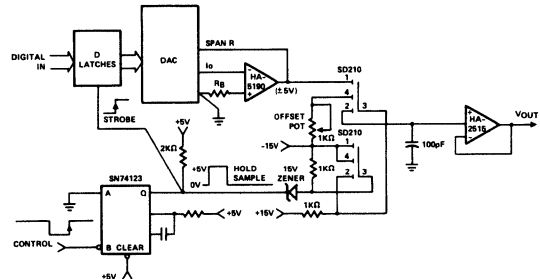 DIGITAL
IN
D
LATCHES
STROBE
DAC
SPAN R
Io
RB
HA-
5190
(±5V)
SD210
1
4
2
3
OFFSET
POT
1KΩ
HA-
2515
VOUT
100pF
+5V
2KΩ
+5V
0V
HOLD
SAMPLE
-15V
15V
ZENER
1KΩ
SD210
1
4
2
3
+15V
1KΩ
SN74123
A
Q
+5V
CONTROL
B CLEAR
+5V